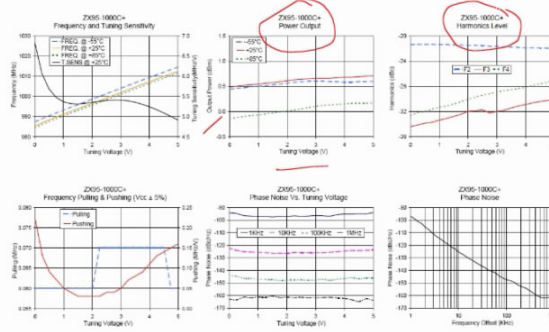 ZX95-1000C+
Frequency and Tuning Sensitivity
FREQ. @ -55°C
FREQ. @ +25°C
FREQ. @ +85°C
T.SENS @ +25°C
Frequency (MHz)
Tuning Sensitivity (MHz/V)
Tuning Voltage (V)
ZX95-1000C+
Power Output
-55°C
+25°C
+85°C
Output Power (dBm)
Tuning Voltage (V)
ZX95-1000C+
Harmonics Level
F2 F3 F4
Harmonics (dBc)
Tuning Voltage (V)
ZX95-1000C+
Frequency Pulling & Pushing (Vcc ± 5%)
Pulling
Pushing
Pulling (MHz)
Pushing (MHz/V)
Tuning Voltage (V)
ZX95-1000C+
Phase Noise Vs. Tuning Voltage
1KHz 10KHz 100KHz 1MHz
Phase Noise (dBc/Hz)
Tuning Voltage (V)
ZX95-1000C+
Phase Noise
Phase Noise (dBc/Hz)
Frequency Offset (KHz)